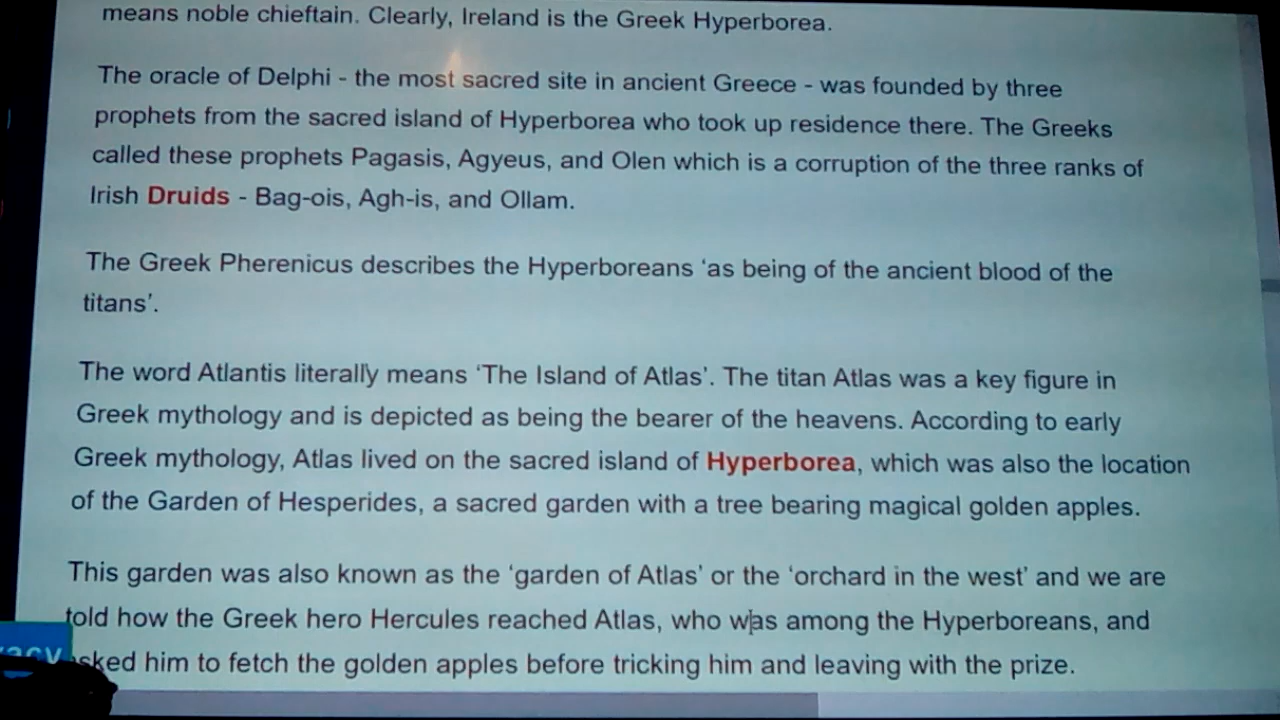 means noble chieftain. Clearly, Ireland is the Greek Hyperborea.
The oracle of Delphi - the most sacred site in ancient Greece - was founded by three
prophets from the sacred island of Hyperborea who took up residence there. The Greeks
called these prophets Pagasis, Agyeus, and Olen which is a corruption of the three ranks of
Irish Druids - Bag-ois, Agh-is, and Ollam.
The Greek Pherenicus describes the Hyperboreans ‘as being of the ancient blood of the
titans’.
The word Atlantis literally means ‘The Island of Atlas’. The titan Atlas was a key figure in
Greek mythology and is depicted as being the bearer of the heavens. According to early
Greek mythology, Atlas lived on the sacred island of Hyperborea, which was also the location
of the Garden of Hesperides, a sacred garden with a tree bearing magical golden apples.
This garden was also known as the ‘garden of Atlas’ or the ‘orchard in the west’ and we are
told how the Greek hero Hercules reached Atlas, who was among the Hyperboreans, and
sked him to fetch the golden apples before tricking him and leaving with the prize.